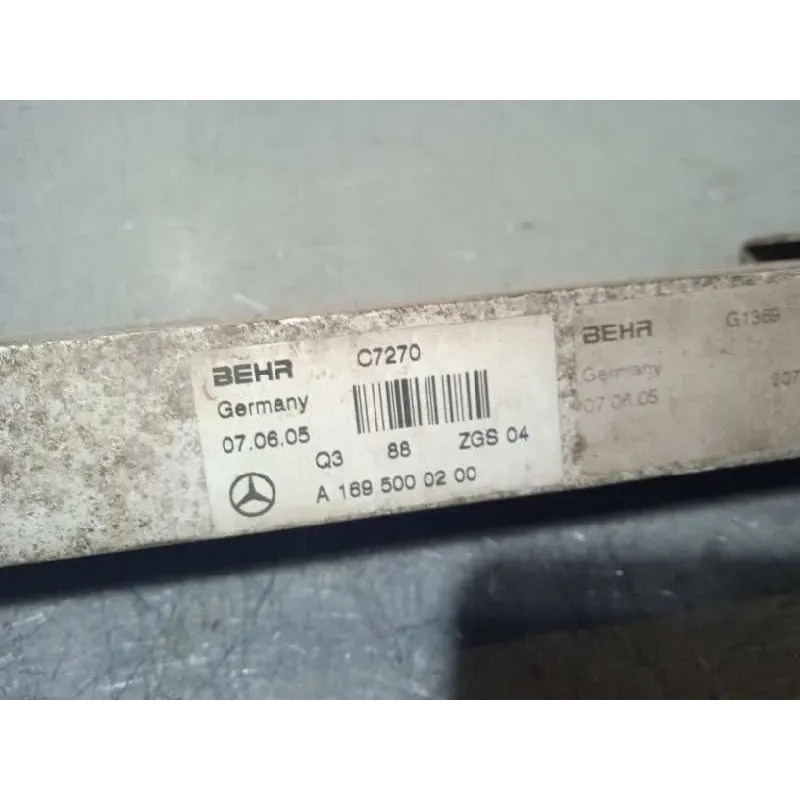 BEHR C7270
Germany
07.06.05
Q3 88 ZGS 04
A 169 500 02 00
BEHR G1369
Germany
07.06.05